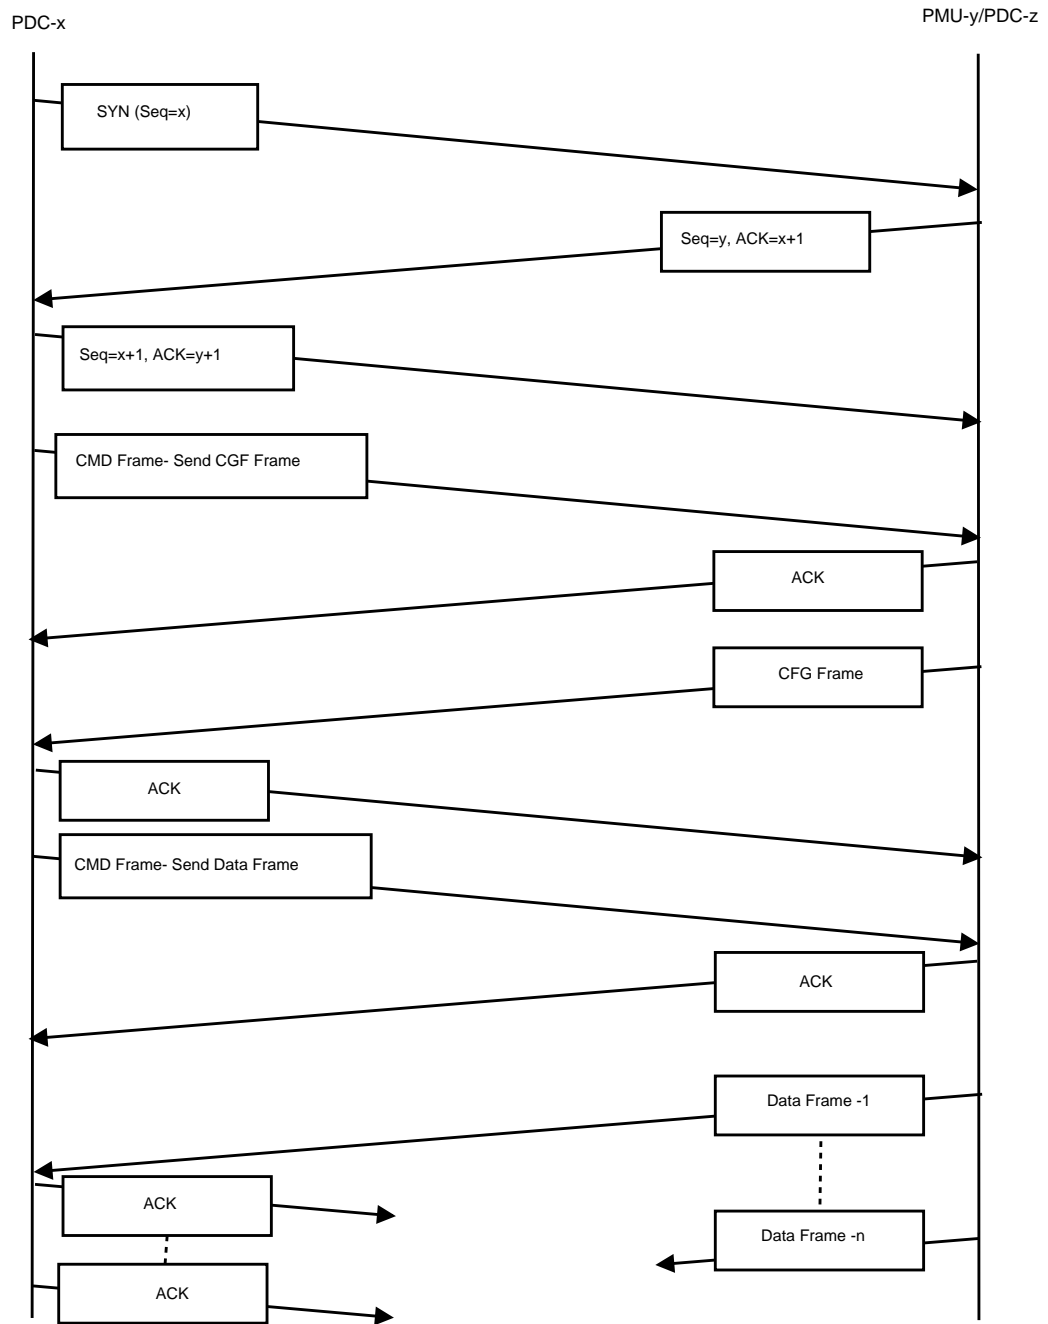 PDC-x
PMU-y/PDC-z
SYN (Seq=x)
Seq=y, ACK=x+1
Seq=x+1, ACK=y+1
CMD Frame- Send CGF Frame
ACK
CFG Frame
ACK
CMD Frame- Send Data Frame
ACK
Data Frame -1
ACK
Data Frame -n
ACK